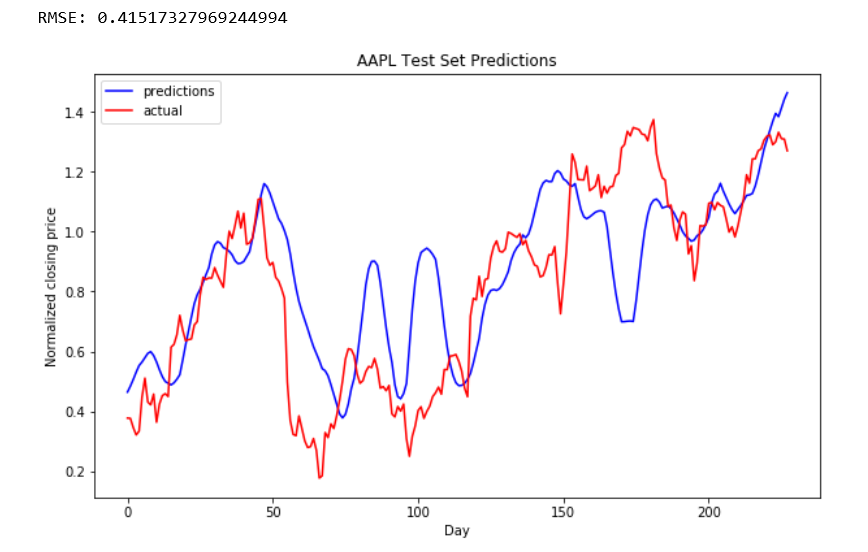 RMSE: 0.41517327969244994
AAPL Test Set Predictions
predictions
actual
Normalized closing price
1.4
1.2
1.0
0.8
0.6
0.4
0.2
0 50 100 150 200
Day